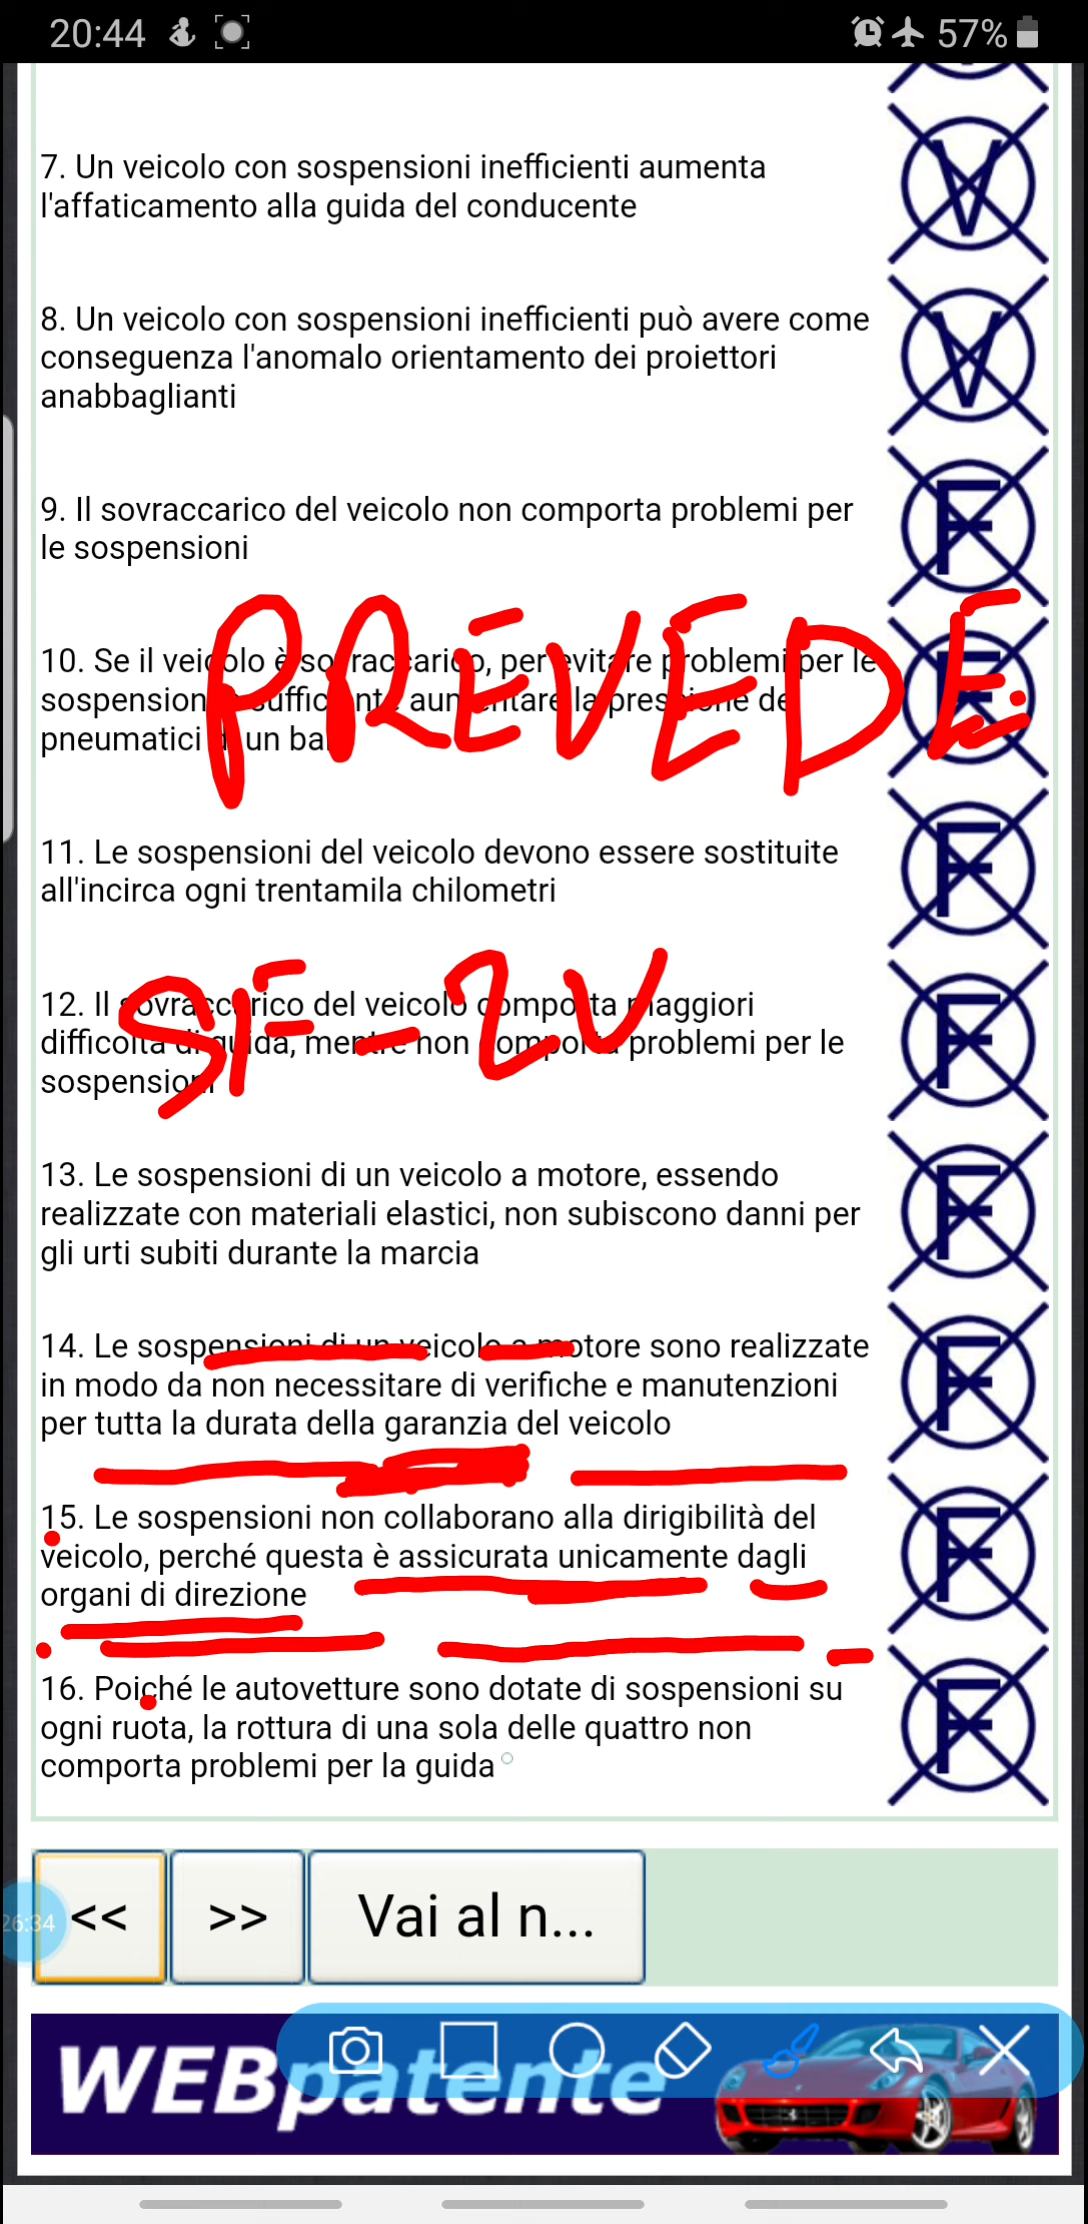 20:44
57%
V
7. Un veicolo con sospensioni inefficienti aumenta
l'affaticamento alla guida del conducente
V
8. Un veicolo con sospensioni inefficienti può avere come
conseguenza l'anomalo orientamento dei proiettori
anabbaglianti
F
9. Il sovraccarico del veicolo non comporta problemi per
le sospensioni
PREVEDE
F
10. Se il veicolo è sovraccarico, per evitare problemi per le
sospensioni è sufficiente aumentare la pressione dei
pneumatici di un bar
F
11. Le sospensioni del veicolo devono essere sostituite
all'incirca ogni trentamila chilometri
F
12. Il sovraccarico del veicolo comporta maggiori
difficoltà di guida, mentre non comporta problemi per le
sospensioni
F
13. Le sospensioni di un veicolo a motore, essendo
realizzate con materiali elastici, non subiscono danni per
gli urti subiti durante la marcia
F
14. Le sospensioni di un veicolo a motore sono realizzate
in modo da non necessitare di verifiche e manutenzioni
per tutta la durata della garanzia del veicolo
F
15. Le sospensioni non collaborano alla dirigibilità del
veicolo, perché questa è assicurata unicamente dagli
organi di direzione
F
16. Poiché le autovetture sono dotate di sospensioni su
ogni ruota, la rottura di una sola delle quattro non
comporta problemi per la guida
26:34
<< >> Vai al n...
WEBpatente